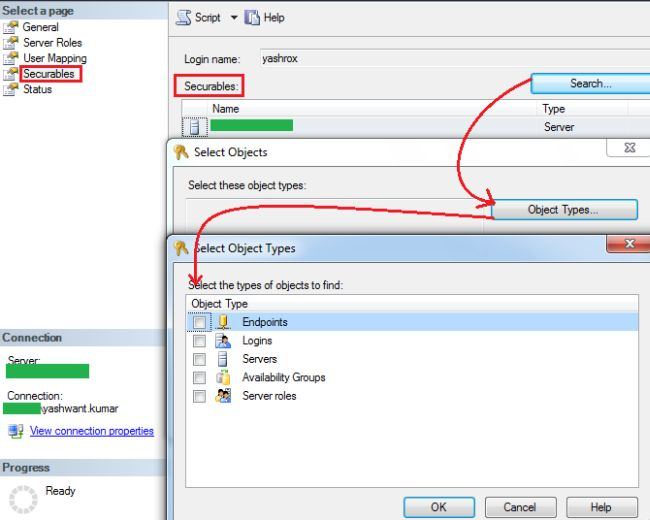 Select a page
General
Server Roles
User Mapping
Securables
Status
Script Help
Login name: yashrox
Securables: Search...
Name Type
Server
Select Objects
Select these object types:
Object Types...
Select Object Types
Select the types of objects to find:
Object Type
Endpoints
Logins
Servers
Availability Groups
Server roles
OK Cancel Help
Connection
Server:
Connection:
\yashwant.kumar
View connection properties
Progress
Ready